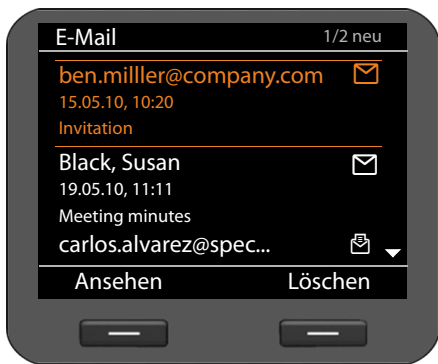 E-Mail 1/2 neu
ben.milller@company.com
15.05.10, 10:20
Invitation
Black, Susan
19.05.10, 11:11
Meeting minutes
carlos.alvarez@spec...
Ansehen Löschen